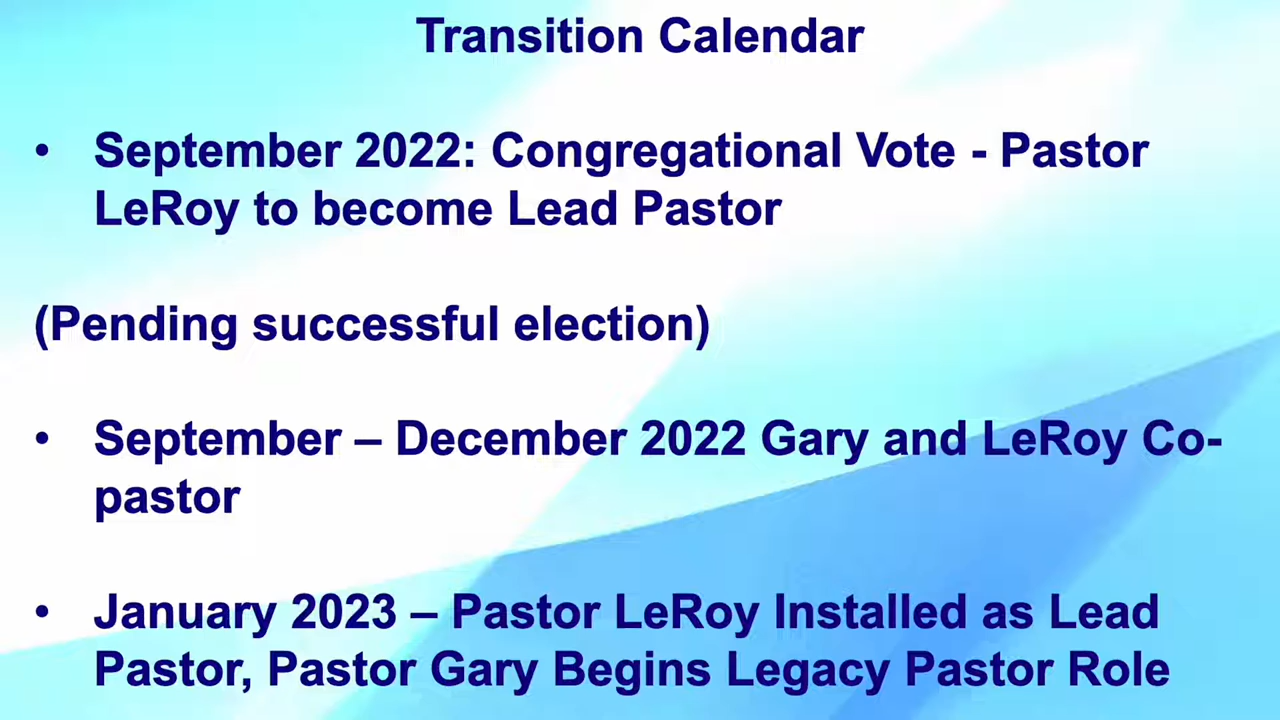 Transition Calendar
• September 2022: Congregational Vote - Pastor
LeRoy to become Lead Pastor
(Pending successful election)
• September – December 2022 Gary and LeRoy Co-
pastor
• January 2023 – Pastor LeRoy Installed as Lead
Pastor, Pastor Gary Begins Legacy Pastor Role